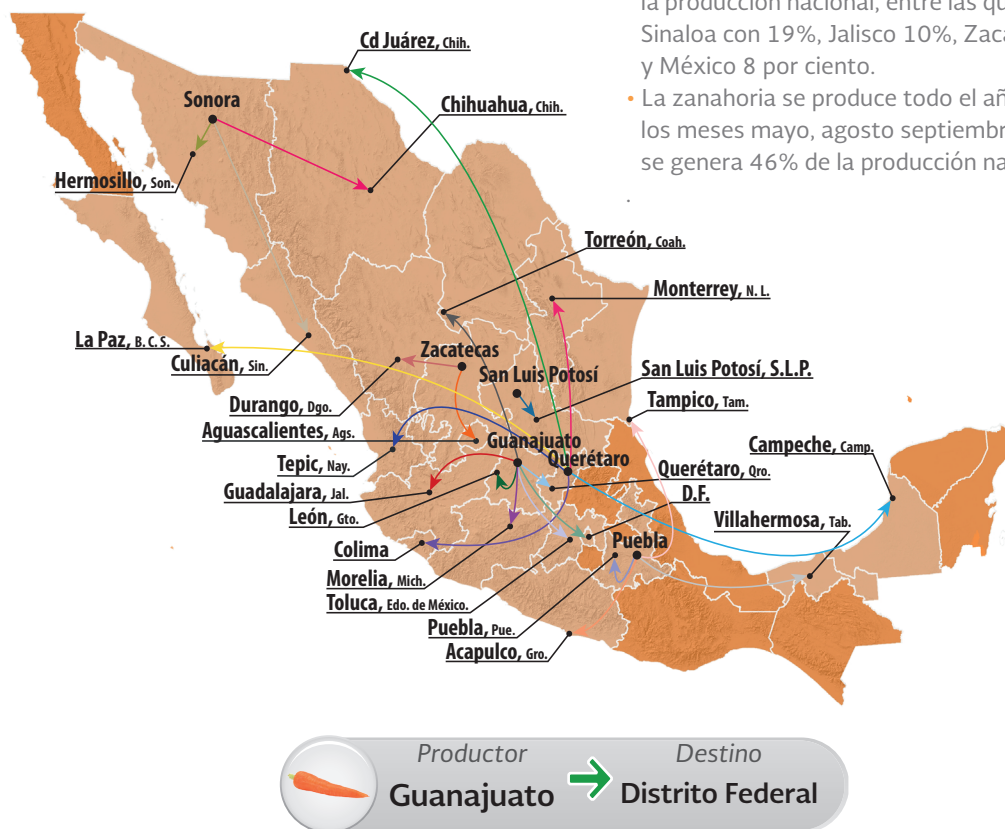 la producción nacional, entre las
Sinaloa con 19%, Jalisco 10%,
y México 8 por ciento.
• La zanahoria se produce todo el
los meses mayo, agosto
se genera 46% de la producción
Cd Juárez, Chih.
Sonora
Chihuahua, Chih.
Hermosillo, Son.
Torreón, Coah.
Monterrey, N. L.
La Paz, B. C. S.
Zacatecas
Culiacán, Sin.
San Luis Potosí
San Luis Potosí, S.L.P.
Durango, Dgo.
Tampico, Tam.
Aguascalientes, Ags.
Guanajuato
Campeche, Camp.
Querétaro
Tepic, Nay.
Querétaro, Qro.
Guadalajara, Jal.
D.F.
León, Gto.
Villahermosa, Tab.
Puebla
Colima
Morelia, Mich.
Toluca, Edo. de México.
Puebla, Pue.
Acapulco, Gro.
Productor
Destino
Guanajuato
Distrito Federal